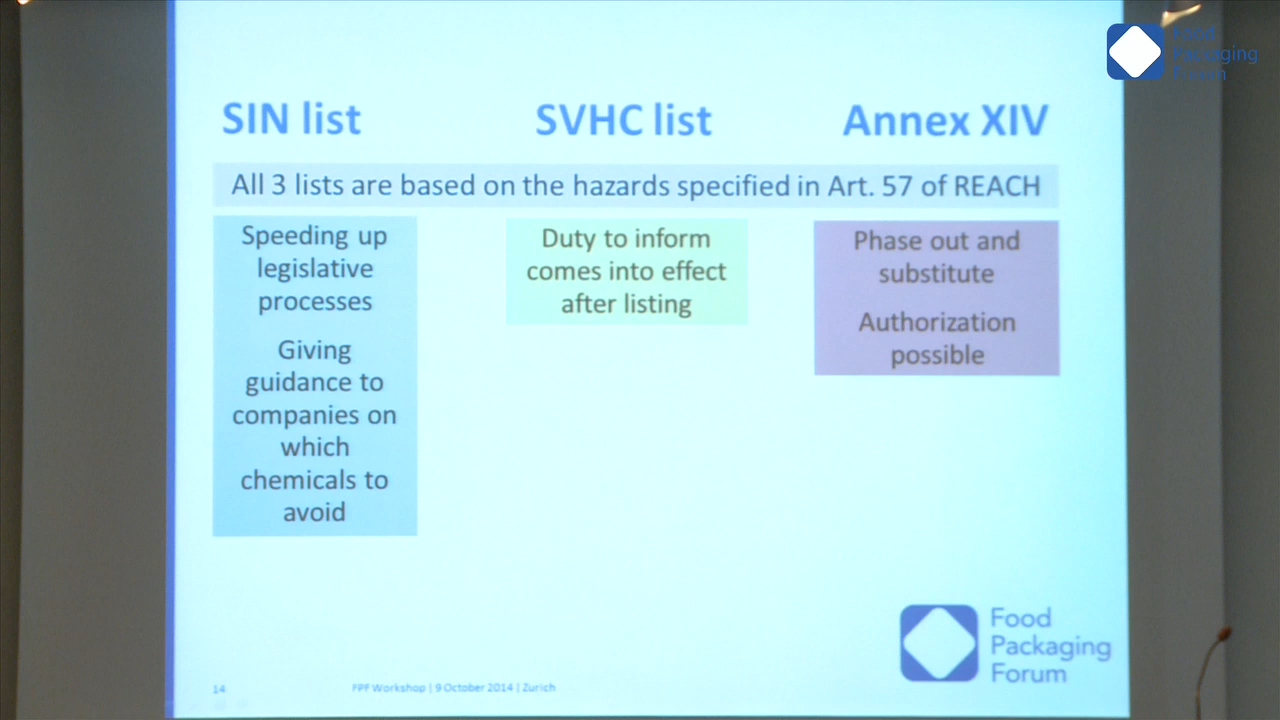 Food
Packaging
Forum
SIN list
SVHC list
Annex XIV
All 3 lists are based on the hazards specified in Art. 57 of REACH
Speeding up
legislative
processes
Giving
guidance to
companies on
which
chemicals to
avoid
Duty to inform
comes into effect
after listing
Phase out and
substitute
Authorization
possible
Food
Packaging
Forum
14
FPF Workshop | 9 October 2014 | Zurich